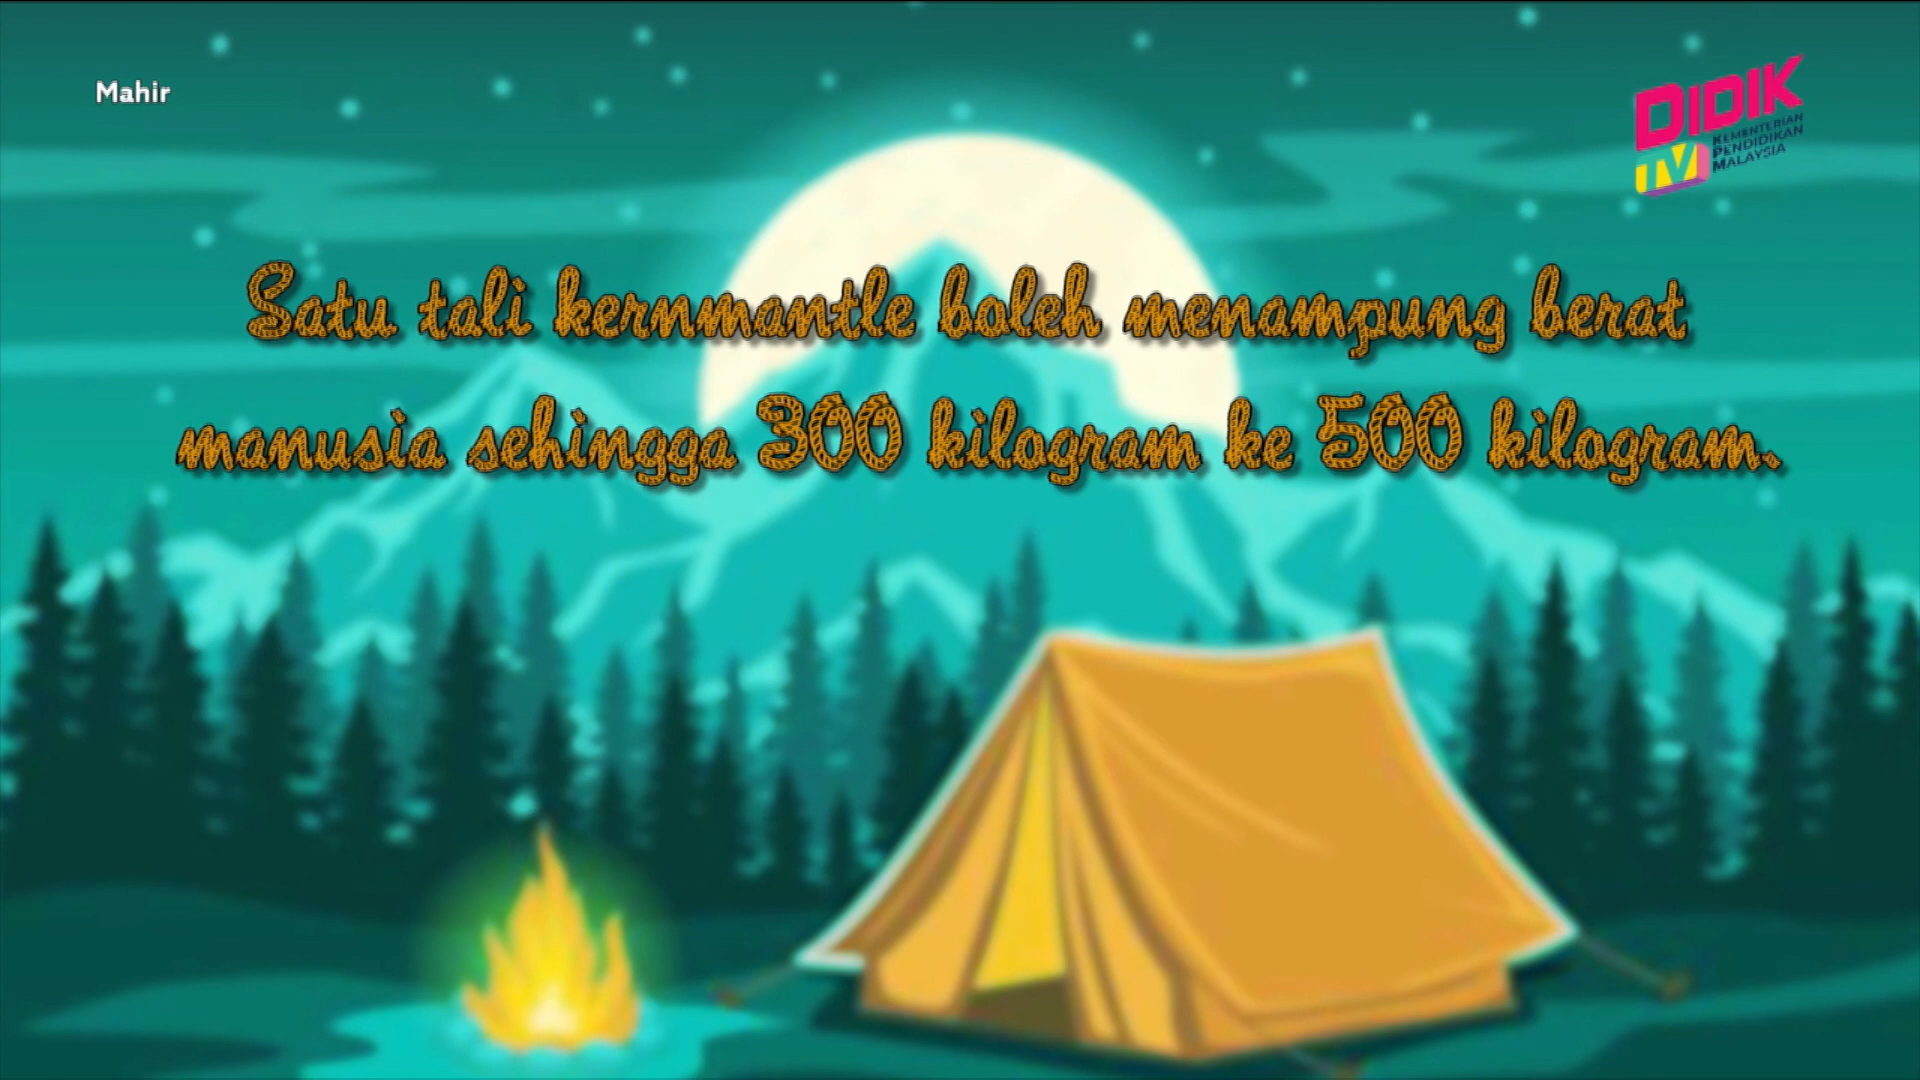 Mahir
DIDIK
TV
KEMENTERIAN
PENDIDIKAN
MALAYSIA
Satu tali kernmantle boleh menampung berat
manusia sehingga 300 kilogram ke 500 kilogram.